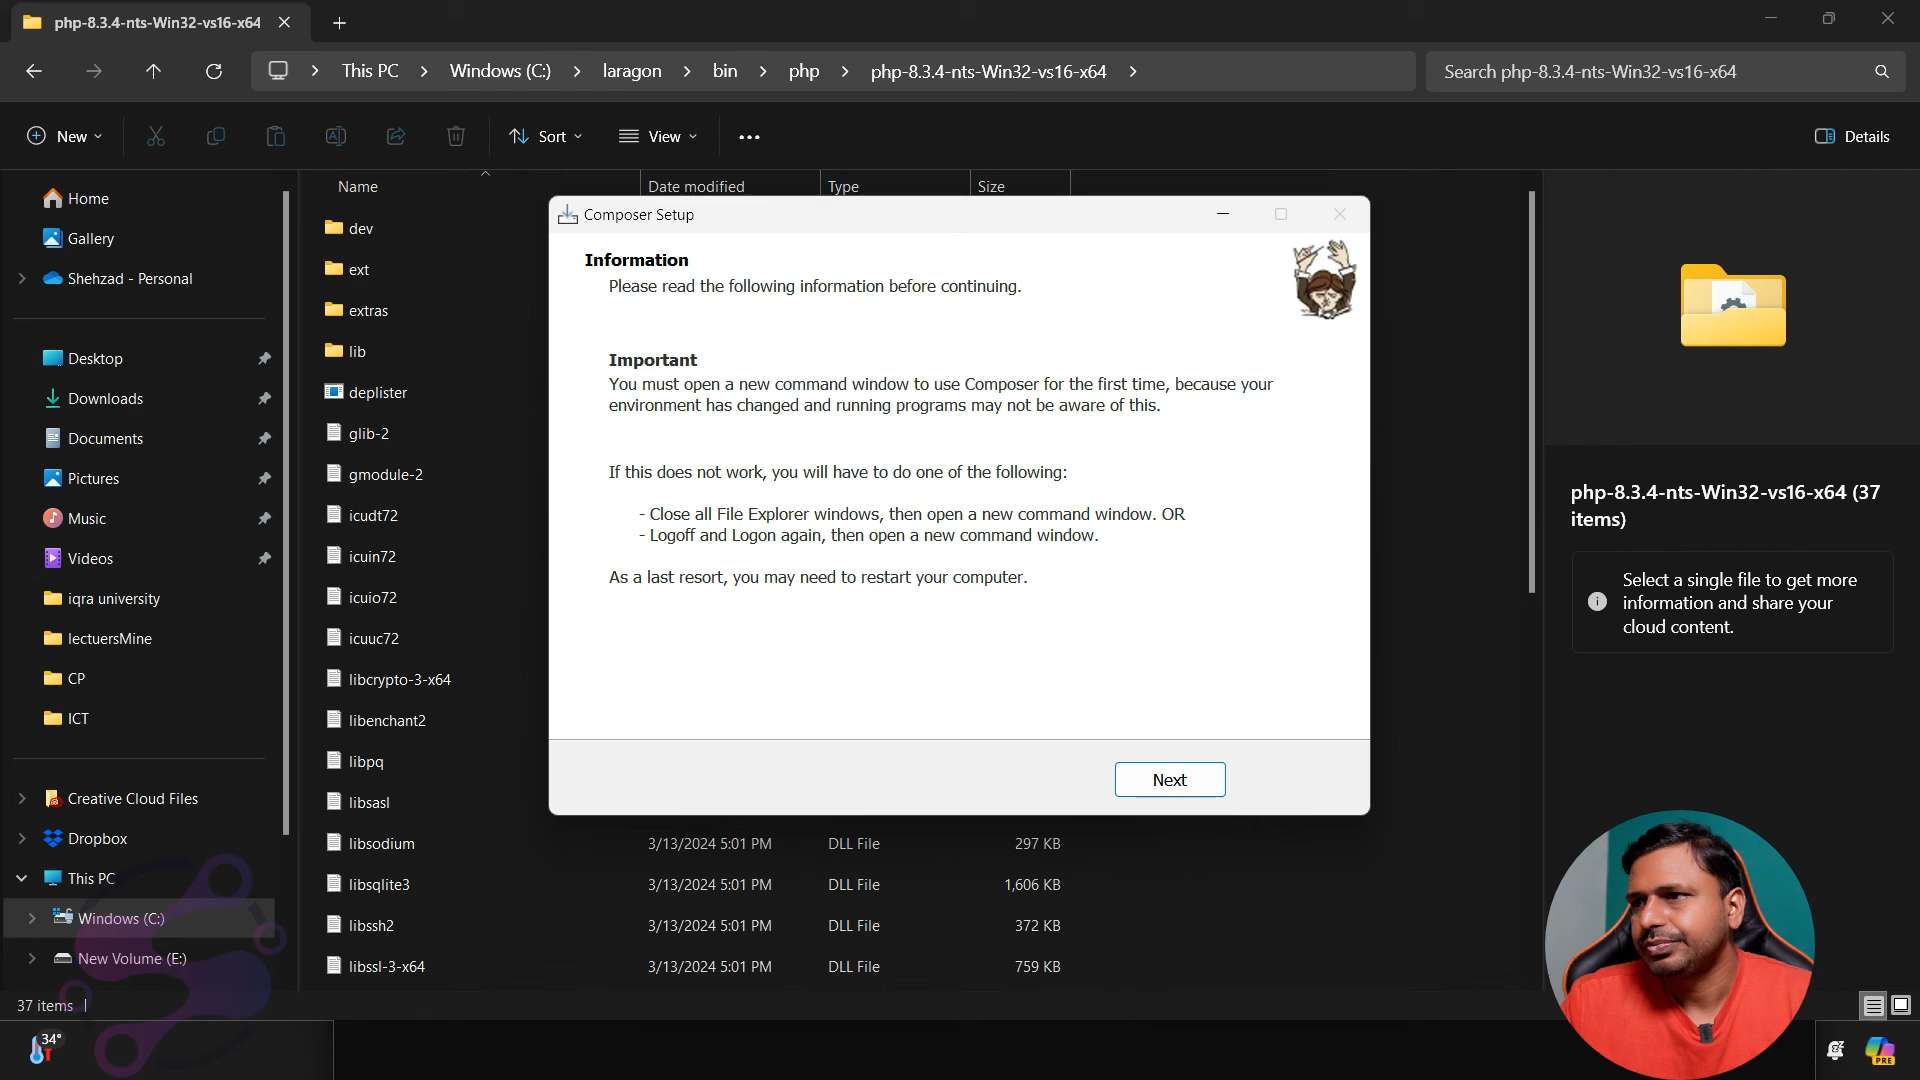 php-8.3.4-nts-Win32-vs16-x64
This PC
Windows (C:)
laragon
bin
php
php-8.3.4-nts-Win32-vs16-x64
Search php-8.3.4-nts-Win32-vs16-x64
New
Sort
View
Details
Home
Gallery
Shehzad - Personal
Desktop
Downloads
Documents
Pictures
Music
Videos
iqra university
lectuersMine
CP
ICT
Creative Cloud Files
Dropbox
This PC
Windows (C:)
New Volume (E:)
Name
Date modified
Type
Size
dev
ext
extras
lib
deplister
glib-2
gmodule-2
icudt72
icuin72
icuio72
icuuc72
libcrypto-3-x64
libenchant2
libpq
libsasl
libsodium 3/13/2024 5:01 PM DLL File 297 KB
libsqlite3 3/13/2024 5:01 PM DLL File 1,606 KB
libssh2 3/13/2024 5:01 PM DLL File 372 KB
libssl-3-x64 3/13/2024 5:01 PM DLL File 759 KB
Composer Setup
Information
Please read the following information before continuing.
Important
You must open a new command window to use Composer for the first time, because your
environment has changed and running programs may not be aware of this.
If this does not work, you will have to do one of the following:
- Close all File Explorer windows, then open a new command window. OR
- Logoff and Logon again, then open a new command window.
As a last resort, you may need to restart your computer.
Next
php-8.3.4-nts-Win32-vs16-x64 (37
items)
Select a single file to get more
information and share your
cloud content.
37 items
34°
PRE